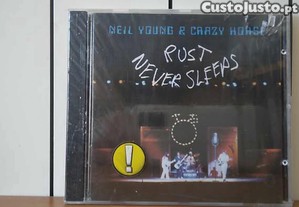 CustoJusto.pt
NEIL YOUNG & CRAZY HORSE
RUST
NEVER SLEEPS
!